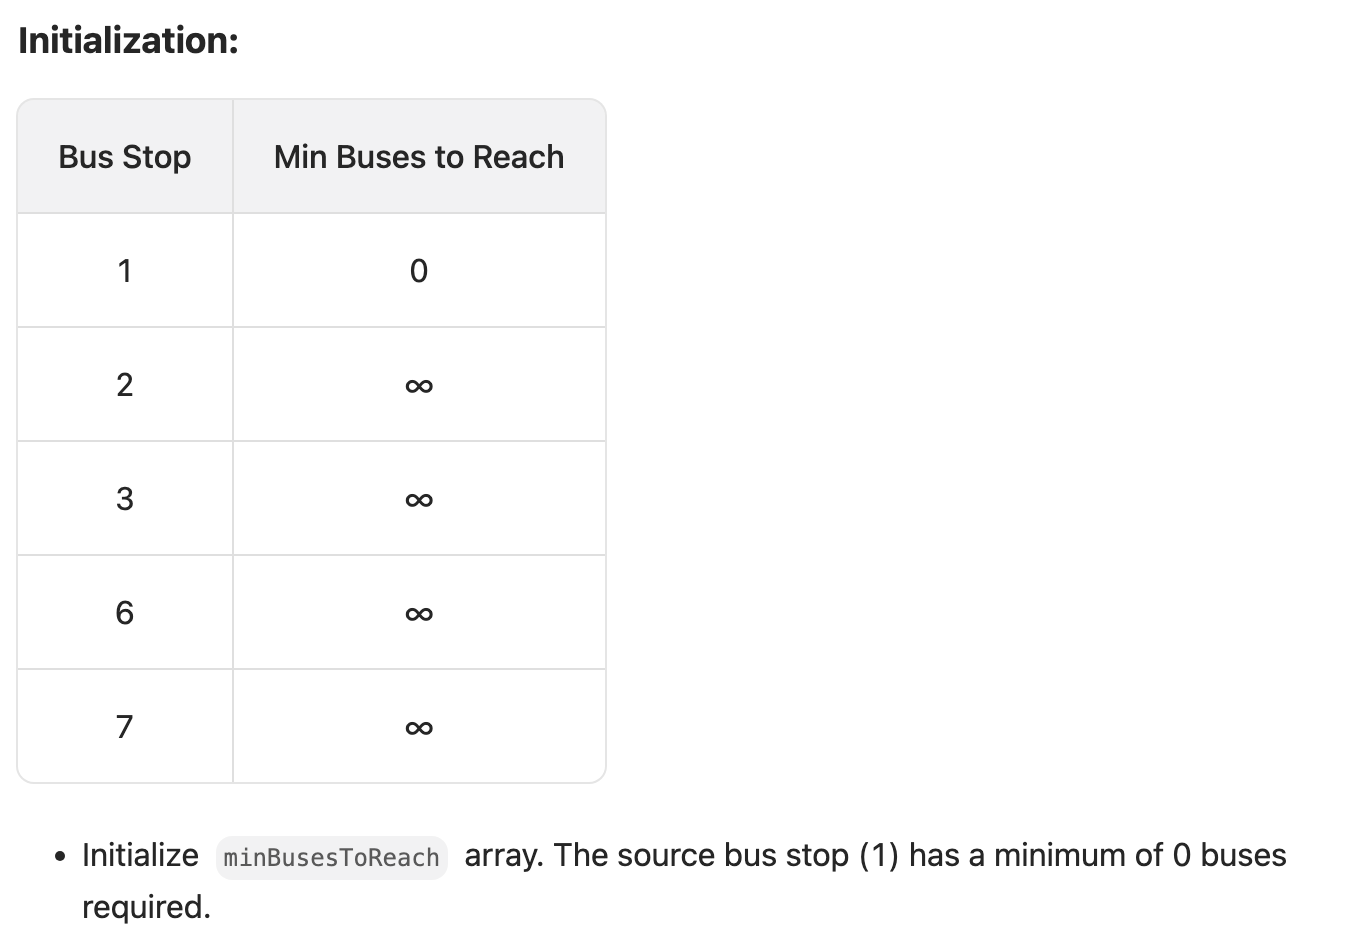 Initialization:
Bus Stop Min Buses to Reach
1 0
2 ∞
3 ∞
6 ∞
7 ∞
• Initialize minBusesToReach array. The source bus stop (1) has a minimum of 0 buses
required.